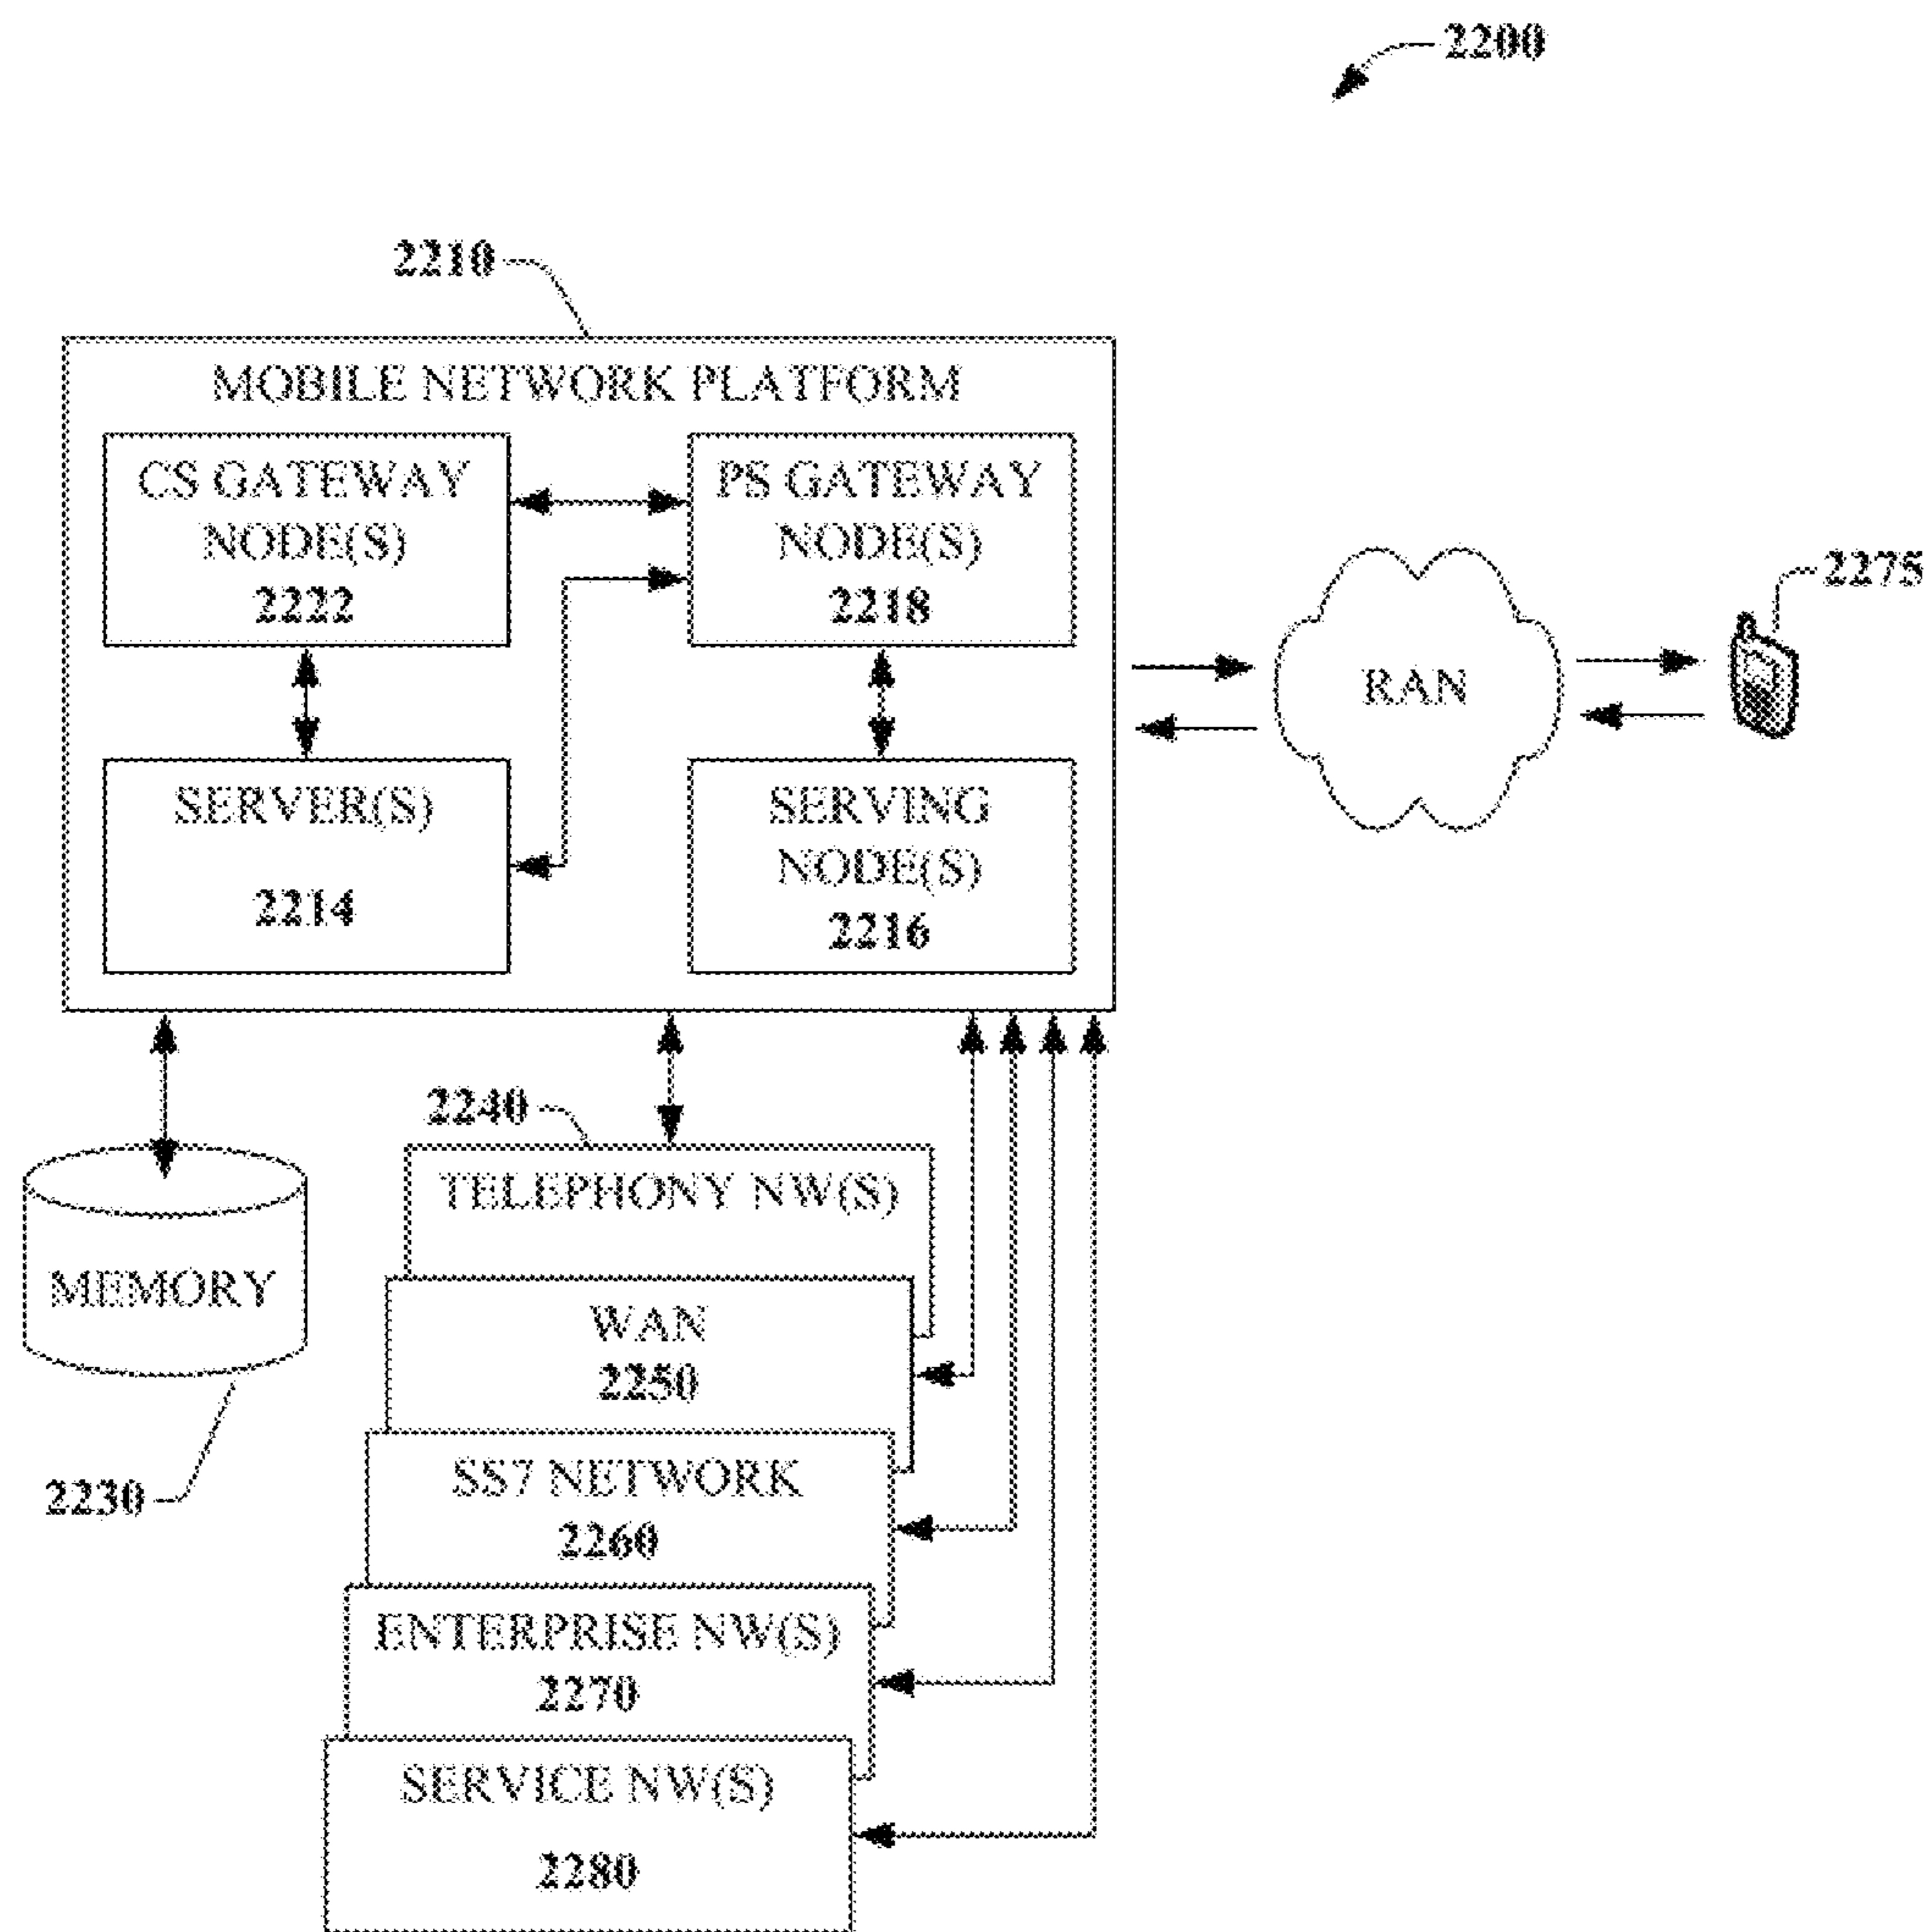 2200
2210
MOBILE NETWORK PLATFORM
CS GATEWAY
NODE(S)
2222
PS GATEWAY
NODE(S)
2218
SERVER(S)
2214
SERVING
NODE(S)
2216
RAN
2275
2240
TELEPHONY NW(S)
MEMORY
2230
WAN
2250
SS7 NETWORK
2260
ENTERPRISE NW(S)
2270
SERVICE NW(S)
2280